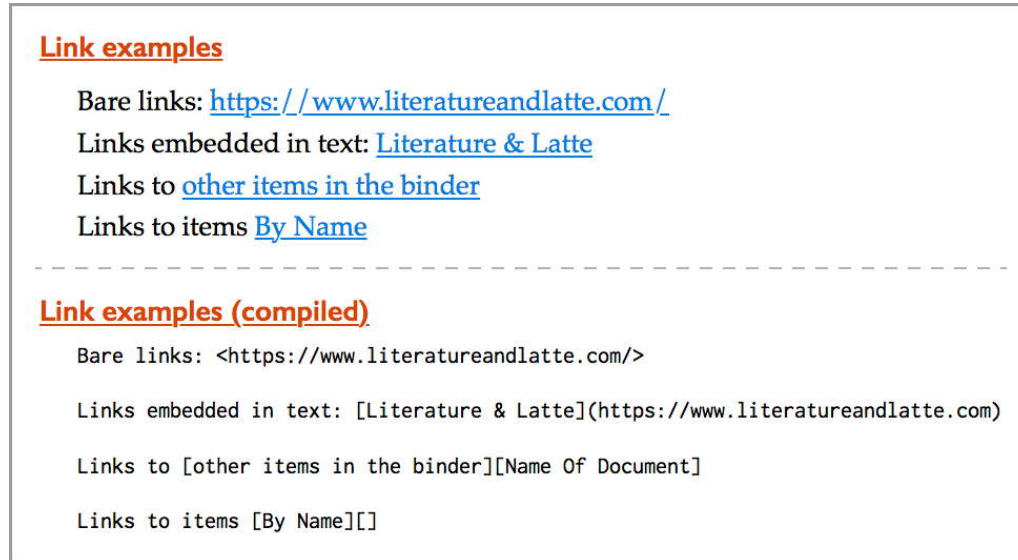 Link examples
Bare links: https://www.literatureandlatte.com/
Links embedded in text: Literature & Latte
Links to other items in the binder
Links to items By Name
Link examples (compiled)
Bare links: <https://www.literatureandlatte.com/>
Links embedded in text: [Literature & Latte](https://www.literatureandlatte.com)
Links to [other items in the binder][Name Of Document]
Links to items [By Name][]